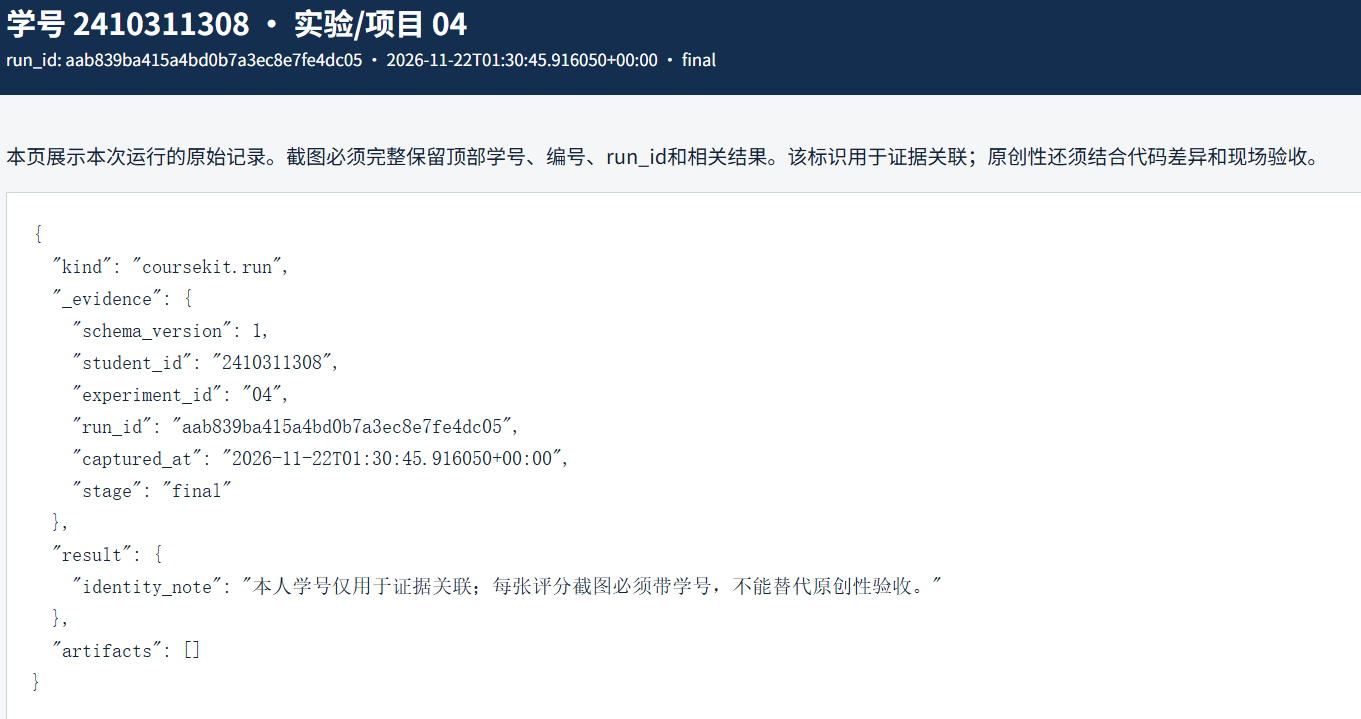 学号 2410311308 · 实验/项目 04
run_id: aab839ba415a4bd0b7a3ec8e7fe4dc05 · 2026-11-22T01:30:45.916050+00:00 · final
本页展示本次运行的原始记录。截图必须完整保留顶部学号、编号、run_id和相关结果。该标识用于证据关联；原创性还须结合代码差异和现场验收。
{
"kind": "coursekit.run",
"_evidence": {
"schema_version": 1,
"student_id": "2410311308",
"experiment_id": "04",
"run_id": "aab839ba415a4bd0b7a3ec8e7fe4dc05",
"captured_at": "2026-11-22T01:30:45.916050+00:00",
"stage": "final"
},
"result": {
"identity_note": "本人学号仅用于证据关联；每张评分截图必须带学号，不能替代原创性验收。"
},
"artifacts": []
}